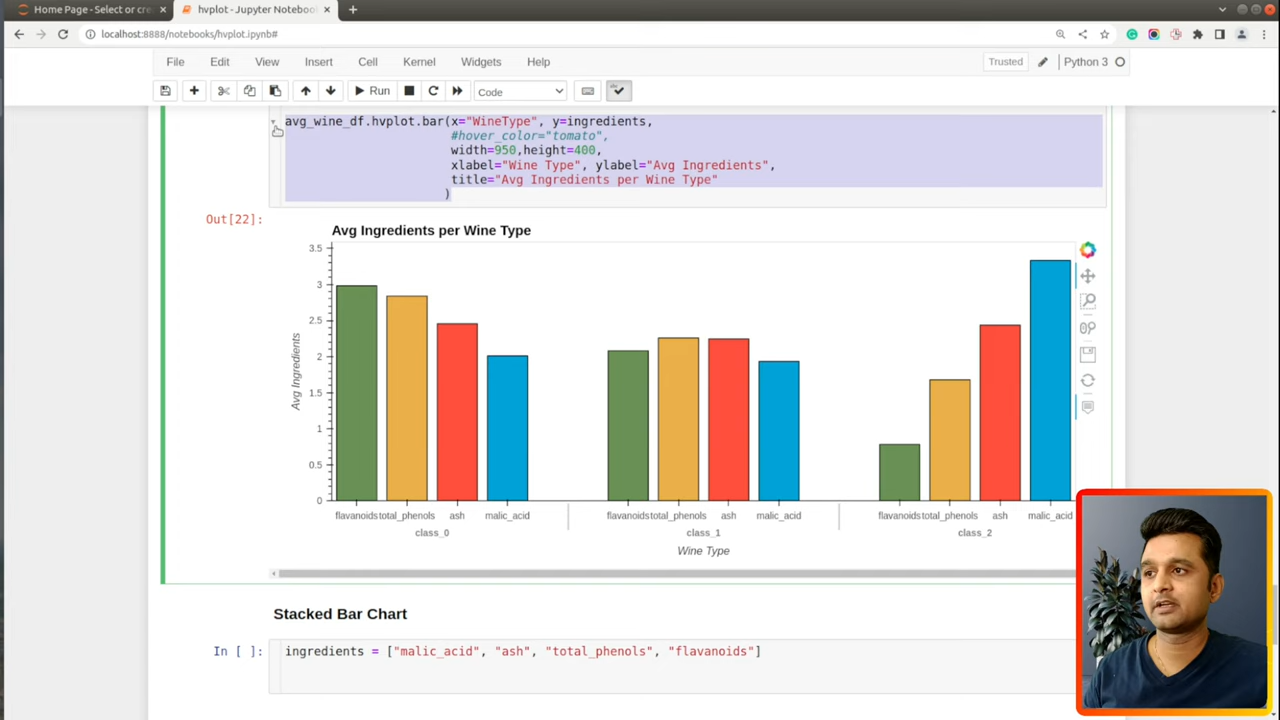 Home Page - Select or cre
hvplot - Jupyter Notebook
localhost:8888/notebooks/hvplot.ipynb#
File Edit View Insert Cell Kernel Widgets Help
Trusted Python 3
Run Code
avg_wine_df.hvplot.bar(x="WineType", y=ingredients,
#hover_color="tomato",
width=950,height=400,
xlabel="Wine Type", ylabel="Avg Ingredients",
title="Avg Ingredients per Wine Type"
)
Out[22]:
Avg Ingredients per Wine Type
3.5
3
2.5
2
1.5
1
0.5
0
Avg Ingredients
flavanoids total_phenols ash malic_acid flavanoids total_phenols ash malic_acid flavanoids total_phenols ash malic_acid
class_0 class_1 class_2
Wine Type
Stacked Bar Chart
In [ ]: ingredients = ["malic_acid", "ash", "total_phenols", "flavanoids"]